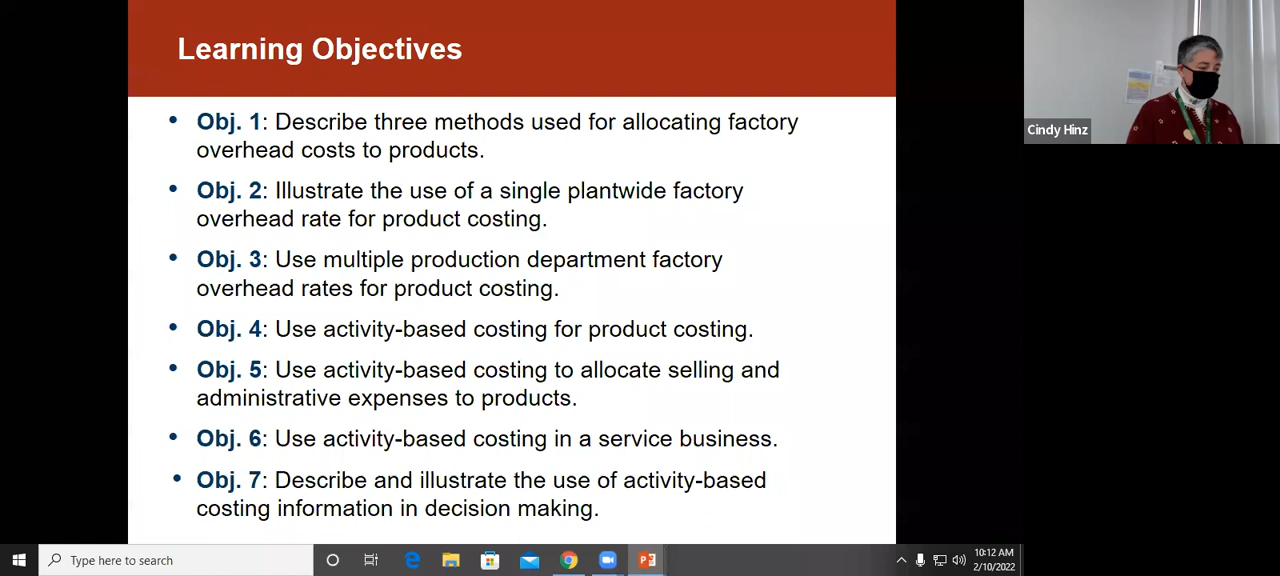 Learning Objectives
• Obj. 1: Describe three methods used for allocating factory
overhead costs to products.
• Obj. 2: Illustrate the use of a single plantwide factory
overhead rate for product costing.
• Obj. 3: Use multiple production department factory
overhead rates for product costing.
• Obj. 4: Use activity-based costing for product costing.
• Obj. 5: Use activity-based costing to allocate selling and
administrative expenses to products.
• Obj. 6: Use activity-based costing in a service business.
• Obj. 7: Describe and illustrate the use of activity-based
costing information in decision making.
Cindy Hinz
Type here to search
10:12 AM
2/10/2022